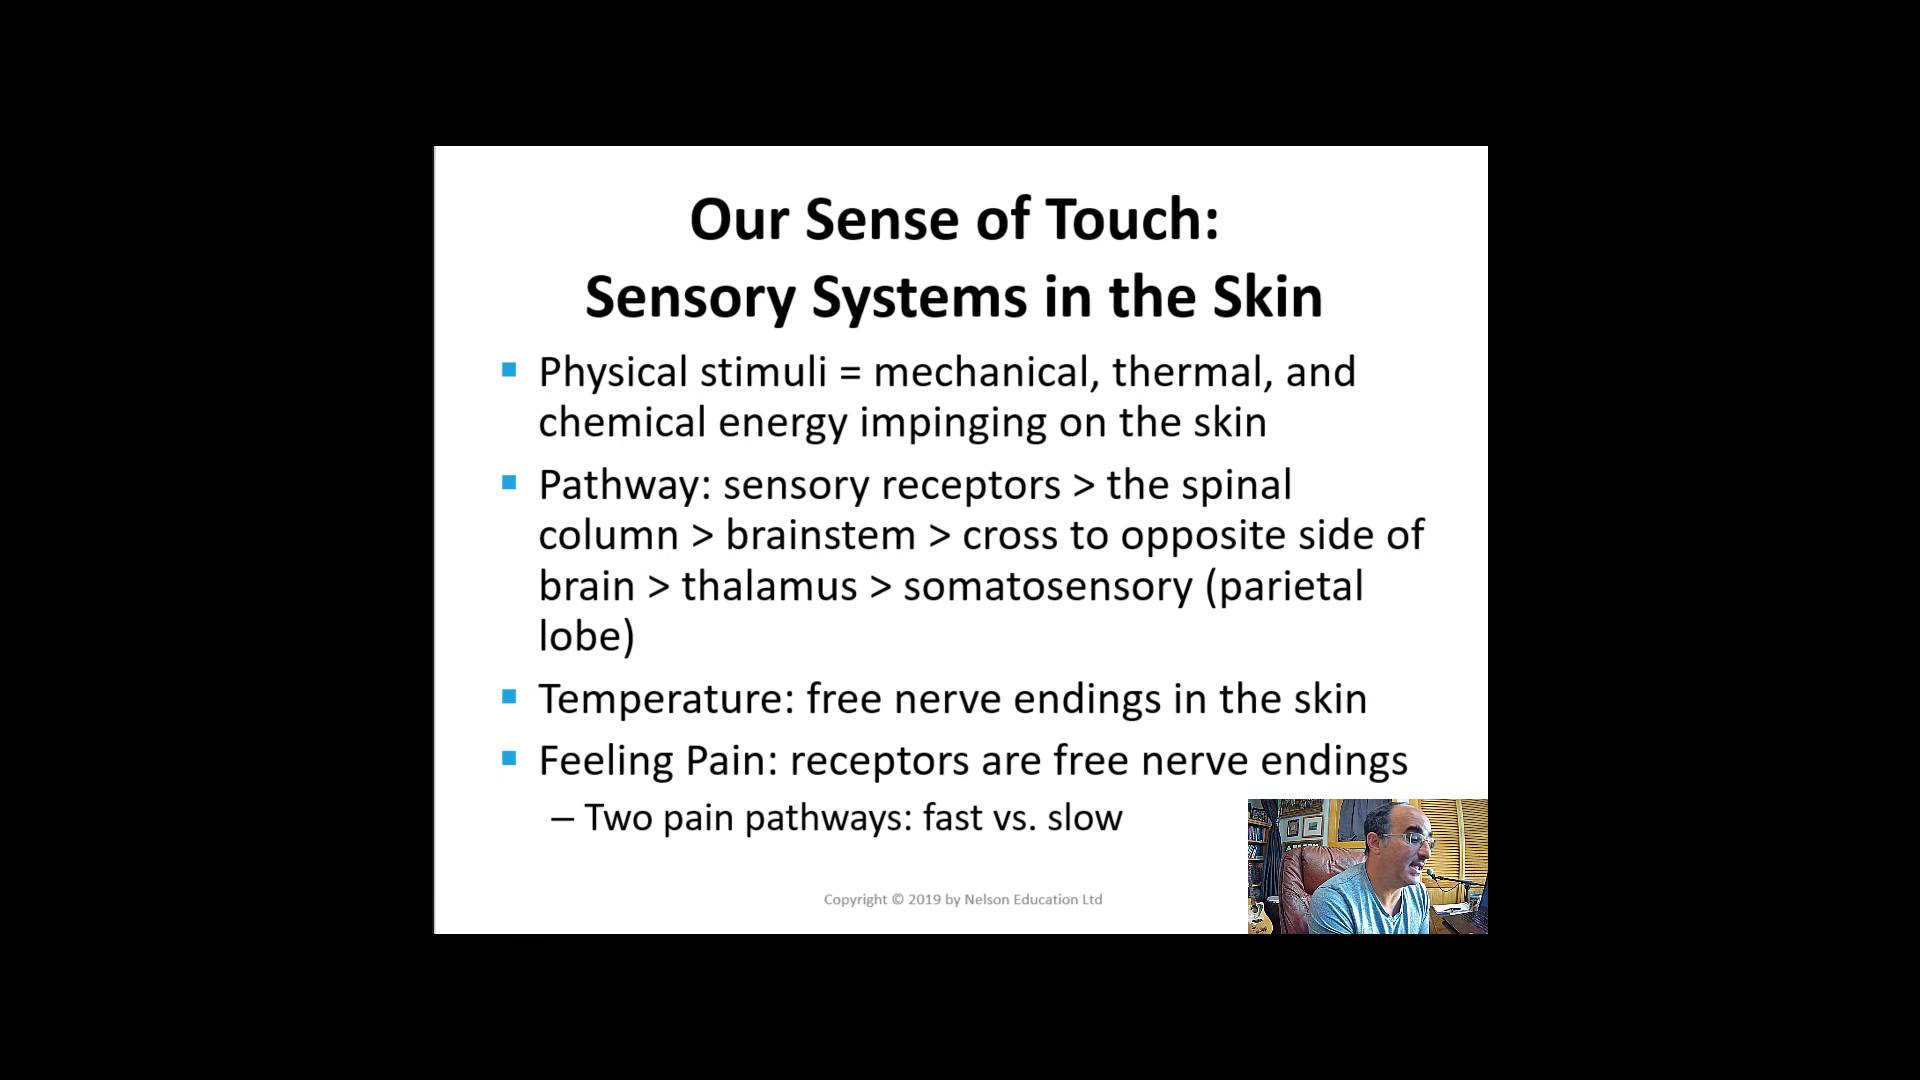 Our Sense of Touch:
Sensory Systems in the Skin
Physical stimuli = mechanical, thermal, and
chemical energy impinging on the skin
Pathway: sensory receptors > the spinal
column > brainstem > cross to opposite side of
brain > thalamus > somatosensory (parietal
lobe)
Temperature: free nerve endings in the skin
Feeling Pain: receptors are free nerve endings
– Two pain pathways: fast vs. slow
Copyright © 2019 by Nelson Education Ltd